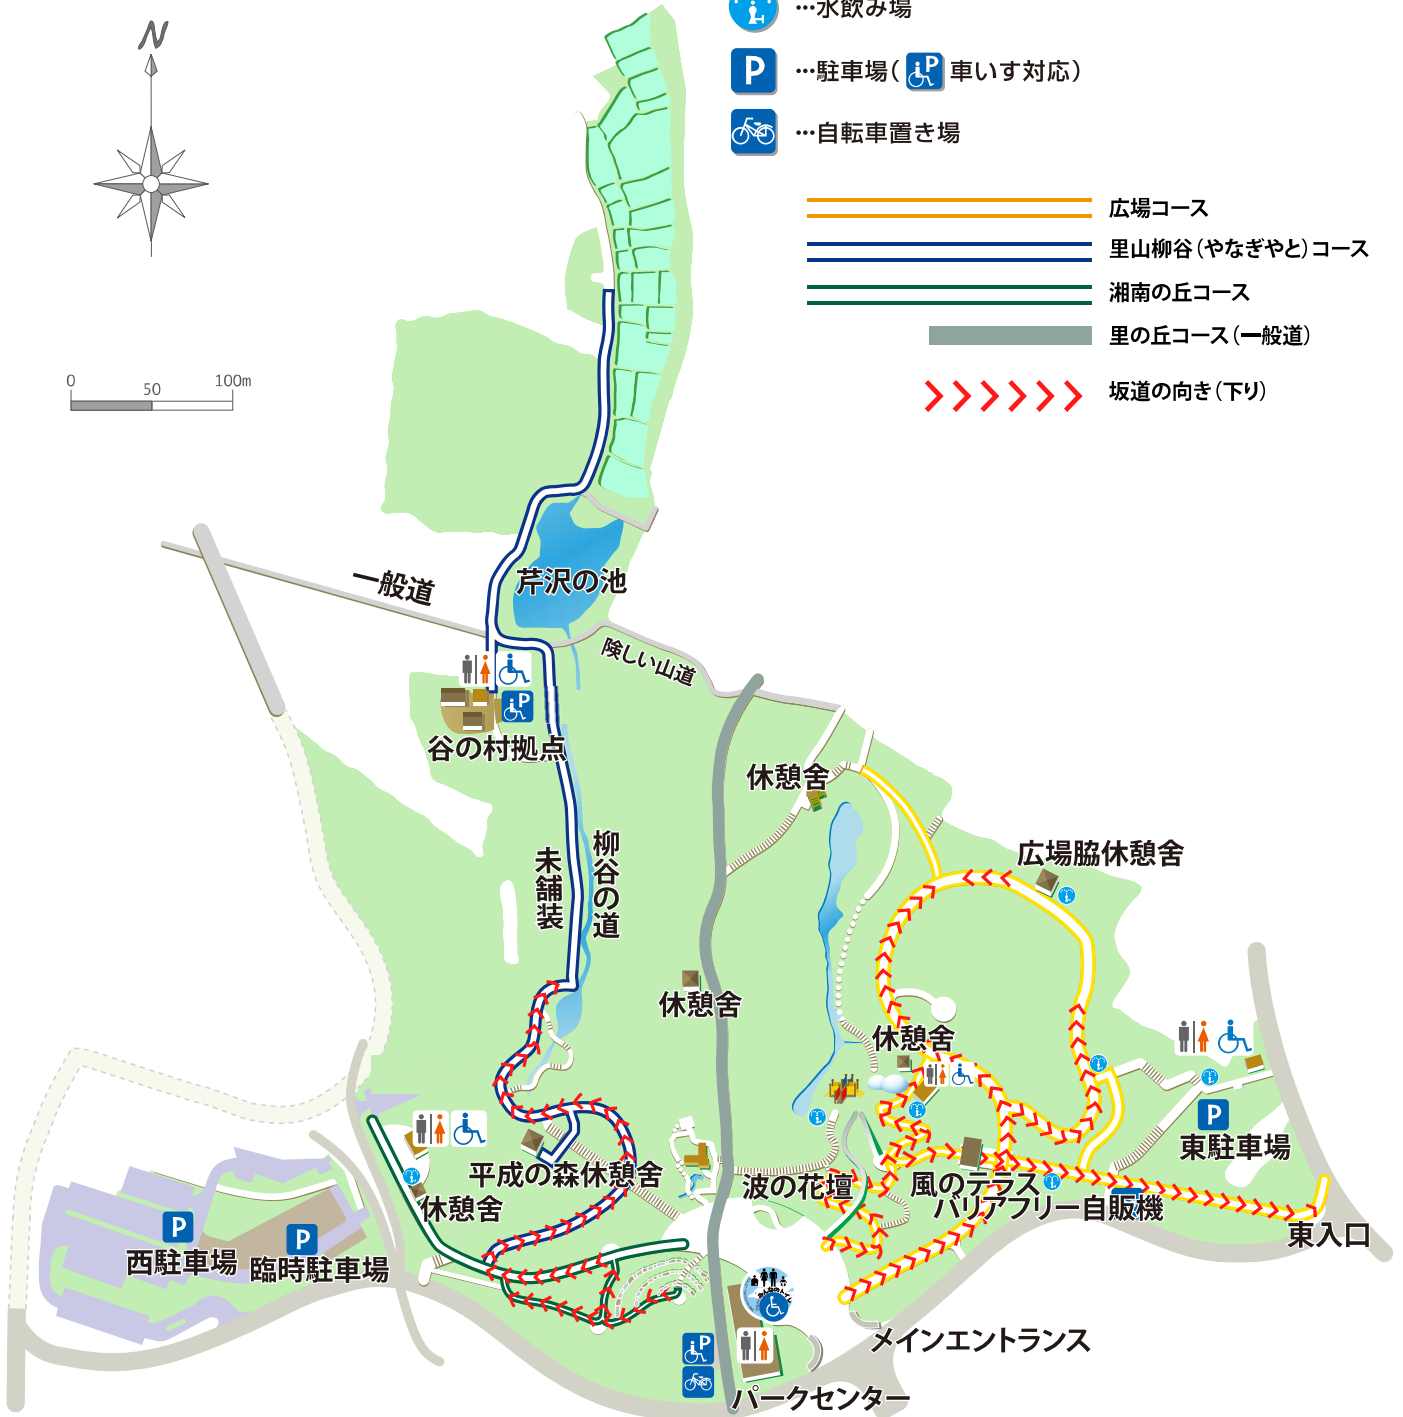 …水飲み場
N
P …駐車場（ P 車いす対応）
…自転車置き場
広場コース
里山柳谷（やなぎやと）コース
湘南の丘コース
里の丘コース（一般道）
坂道の向き（下り）
0 50 100m
一般道
芹沢の池
険しい山道
P
谷の村拠点
休憩舎
柳谷の道
未舗装
広場脇休憩舎
休憩舎
休憩舎
P
東駐車場
平成の森休憩舎
波の花壇
風のテラス
バリアフリー自販機
休憩舎
P
西駐車場
P
臨時駐車場
東入口
みんなのトイレ
メインエントランス
P
パークセンター